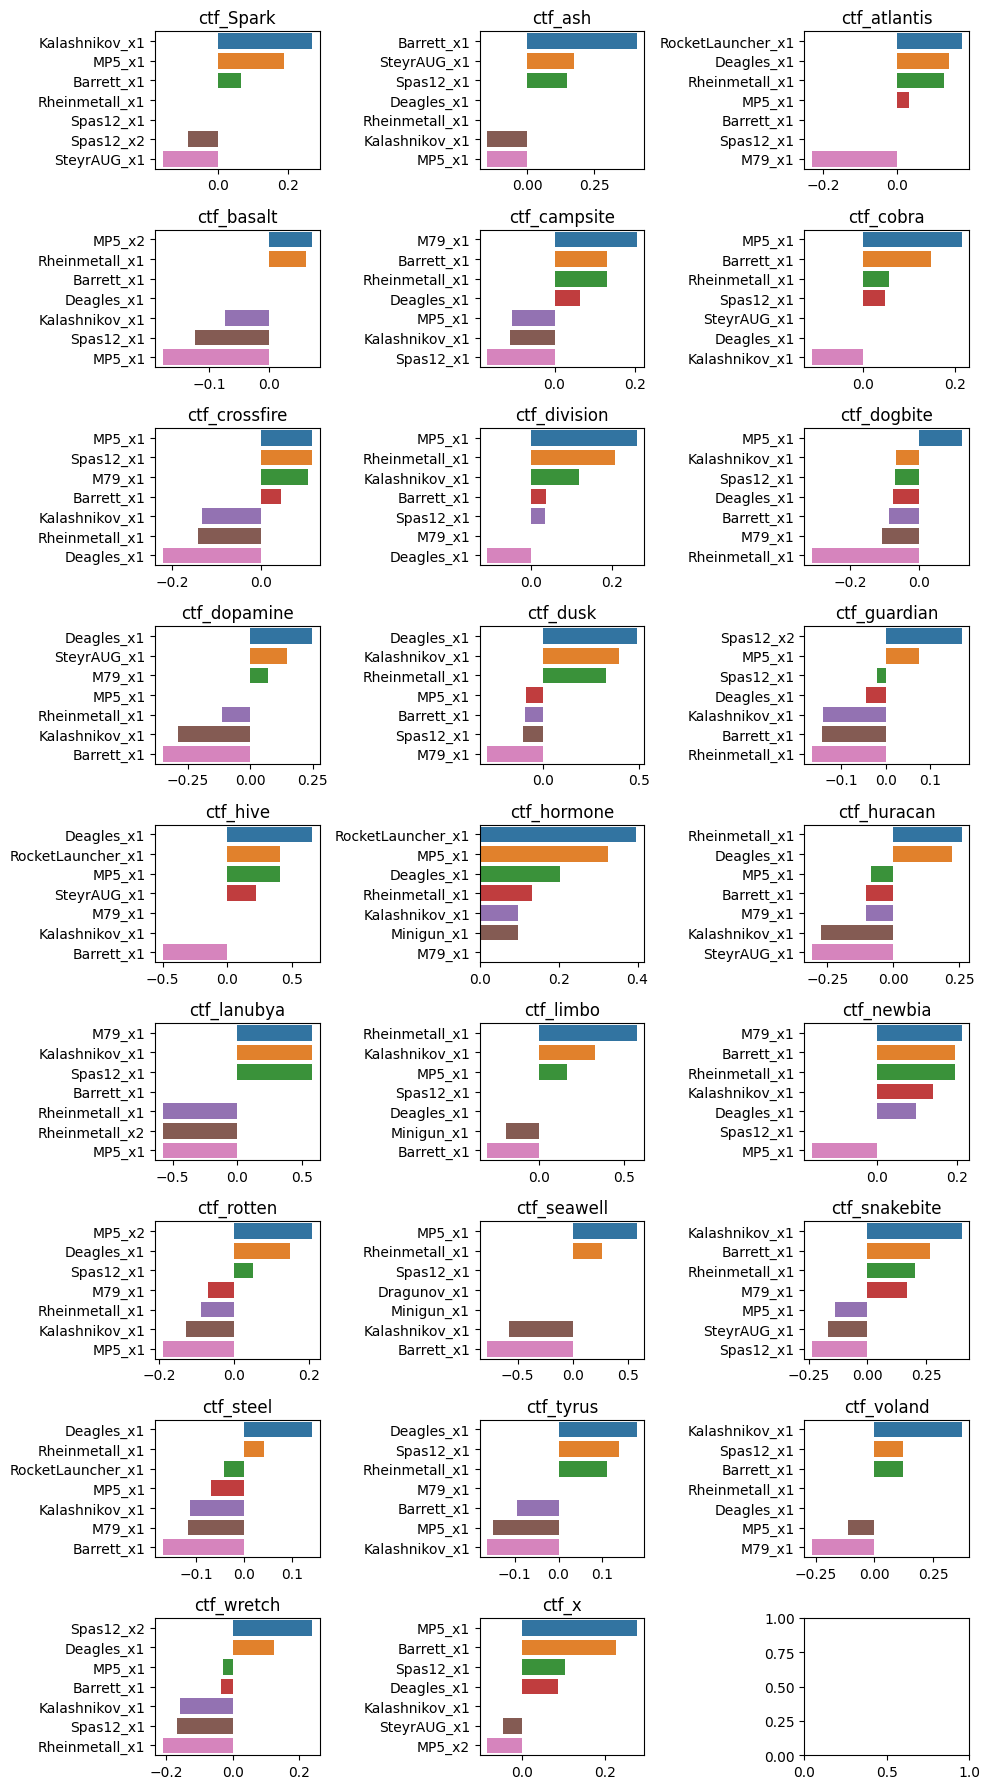 ctf_Spark
Kalashnikov_x1
MP5_x1
Barrett_x1
Rheinmetall_x1
Spas12_x1
Spas12_x2
SteyrAUG_x1
0.0 0.2
ctf_ash
Barrett_x1
SteyrAUG_x1
Spas12_x1
Deagles_x1
Rheinmetall_x1
Kalashnikov_x1
MP5_x1
0.00 0.25
ctf_atlantis
RocketLauncher_x1
Deagles_x1
Rheinmetall_x1
MP5_x1
Barrett_x1
Spas12_x1
M79_x1
−0.2 0.0
ctf_basalt
MP5_x2
Rheinmetall_x1
Barrett_x1
Deagles_x1
Kalashnikov_x1
Spas12_x1
MP5_x1
−0.1 0.0
ctf_campsite
M79_x1
Barrett_x1
Rheinmetall_x1
Deagles_x1
MP5_x1
Kalashnikov_x1
Spas12_x1
0.0 0.2
ctf_cobra
MP5_x1
Barrett_x1
Rheinmetall_x1
Spas12_x1
SteyrAUG_x1
Deagles_x1
Kalashnikov_x1
0.0 0.2
ctf_crossfire
MP5_x1
Spas12_x1
M79_x1
Barrett_x1
Kalashnikov_x1
Rheinmetall_x1
Deagles_x1
−0.2 0.0
ctf_division
MP5_x1
Rheinmetall_x1
Kalashnikov_x1
Barrett_x1
Spas12_x1
M79_x1
Deagles_x1
0.0 0.2
ctf_dogbite
MP5_x1
Kalashnikov_x1
Spas12_x1
Deagles_x1
Barrett_x1
M79_x1
Rheinmetall_x1
−0.2 0.0
ctf_dopamine
Deagles_x1
SteyrAUG_x1
M79_x1
MP5_x1
Rheinmetall_x1
Kalashnikov_x1
Barrett_x1
−0.25 0.00 0.25
ctf_dusk
Deagles_x1
Kalashnikov_x1
Rheinmetall_x1
MP5_x1
Barrett_x1
Spas12_x1
M79_x1
0.0 0.5
ctf_guardian
Spas12_x2
MP5_x1
Spas12_x1
Deagles_x1
Kalashnikov_x1
Barrett_x1
Rheinmetall_x1
−0.1 0.0 0.1
ctf_hive
Deagles_x1
RocketLauncher_x1
MP5_x1
SteyrAUG_x1
M79_x1
Kalashnikov_x1
Barrett_x1
−0.5 0.0 0.5
ctf_hormone
RocketLauncher_x1
MP5_x1
Deagles_x1
Rheinmetall_x1
Kalashnikov_x1
Minigun_x1
M79_x1
0.0 0.2 0.4
ctf_huracan
Rheinmetall_x1
Deagles_x1
MP5_x1
Barrett_x1
M79_x1
Kalashnikov_x1
SteyrAUG_x1
−0.25 0.00 0.25
ctf_lanubya
M79_x1
Kalashnikov_x1
Spas12_x1
Barrett_x1
Rheinmetall_x1
Rheinmetall_x2
MP5_x1
−0.5 0.0 0.5
ctf_limbo
Rheinmetall_x1
Kalashnikov_x1
MP5_x1
Spas12_x1
Deagles_x1
Minigun_x1
Barrett_x1
0.0 0.5
ctf_newbia
M79_x1
Barrett_x1
Rheinmetall_x1
Kalashnikov_x1
Deagles_x1
Spas12_x1
MP5_x1
0.0 0.2
ctf_rotten
MP5_x2
Deagles_x1
Spas12_x1
M79_x1
Rheinmetall_x1
Kalashnikov_x1
MP5_x1
−0.2 0.0 0.2
ctf_seawell
MP5_x1
Rheinmetall_x1
Spas12_x1
Dragunov_x1
Minigun_x1
Kalashnikov_x1
Barrett_x1
−0.5 0.0 0.5
ctf_snakebite
Kalashnikov_x1
Barrett_x1
Rheinmetall_x1
M79_x1
MP5_x1
SteyrAUG_x1
Spas12_x1
−0.25 0.00 0.25
ctf_steel
Deagles_x1
Rheinmetall_x1
RocketLauncher_x1
MP5_x1
Kalashnikov_x1
M79_x1
Barrett_x1
−0.1 0.0 0.1
ctf_tyrus
Deagles_x1
Spas12_x1
Rheinmetall_x1
M79_x1
Barrett_x1
MP5_x1
Kalashnikov_x1
−0.1 0.0 0.1
ctf_voland
Kalashnikov_x1
Spas12_x1
Barrett_x1
Rheinmetall_x1
Deagles_x1
MP5_x1
M79_x1
−0.25 0.00 0.25
ctf_wretch
Spas12_x2
Deagles_x1
MP5_x1
Barrett_x1
Kalashnikov_x1
Spas12_x1
Rheinmetall_x1
−0.2 0.0 0.2
ctf_x
MP5_x1
Barrett_x1
Spas12_x1
Deagles_x1
Kalashnikov_x1
SteyrAUG_x1
MP5_x2
0.0 0.2
1.00
0.75
0.50
0.25
0.00
0.0 0.5 1.0